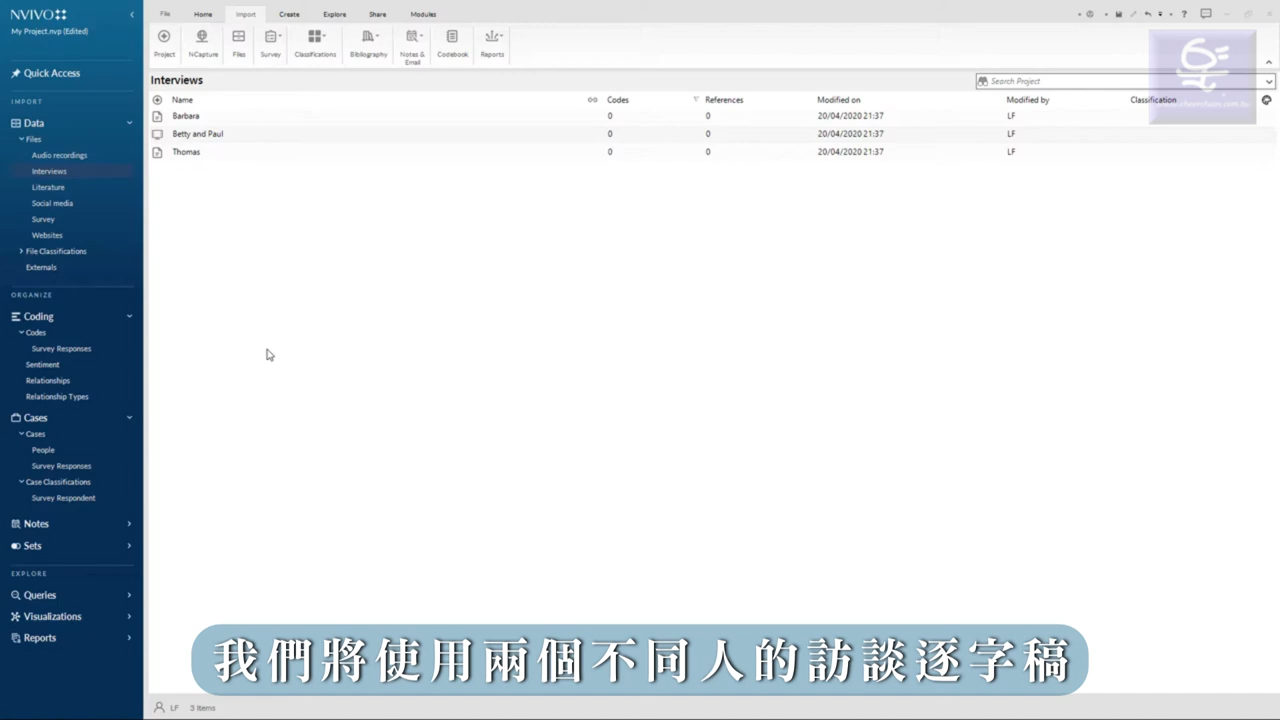 NVIVO
My Project.nvp (Edited)
File Home Import Create Explore Share Modules
Project NCapture Files Survey Classifications Bibliography Notes & Email Codebook Reports
Quick Access
IMPORT
Data
Files
Audio recordings
Interviews
Literature
Social media
Survey
Websites
File Classifications
Externals
ORGANIZE
Coding
Codes
Survey Responses
Sentiment
Relationships
Relationship Types
Cases
Cases
People
Survey Responses
Case Classifications
Survey Respondent
Notes
Sets
EXPLORE
Queries
Visualizations
Reports
Interviews
Search Project
Name Codes References Modified on Modified by Classification
Barbara 0 0 20/04/2020 21:37 LF
Betty and Paul 0 0 20/04/2020 21:37 LF
Thomas 0 0 20/04/2020 21:37 LF
我們將使用兩個不同人的訪談逐字稿
LF 3 Items